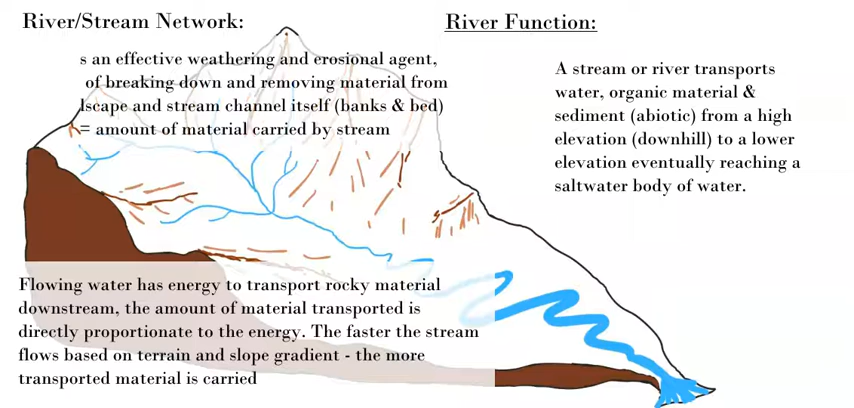 River/Stream Network:
River Function:
s an effective weathering and erosional agent,
of breaking down and removing material from
lscape and stream channel itself (banks & bed)
= amount of material carried by stream
A stream or river transports
water, organic material &
sediment (abiotic) from a high
elevation (downhill) to a lower
elevation eventually reaching a
saltwater body of water.
Flowing water has energy to transport rocky material
downstream, the amount of material transported is
directly proportionate to the energy. The faster the stream
flows based on terrain and slope gradient - the more
transported material is carried